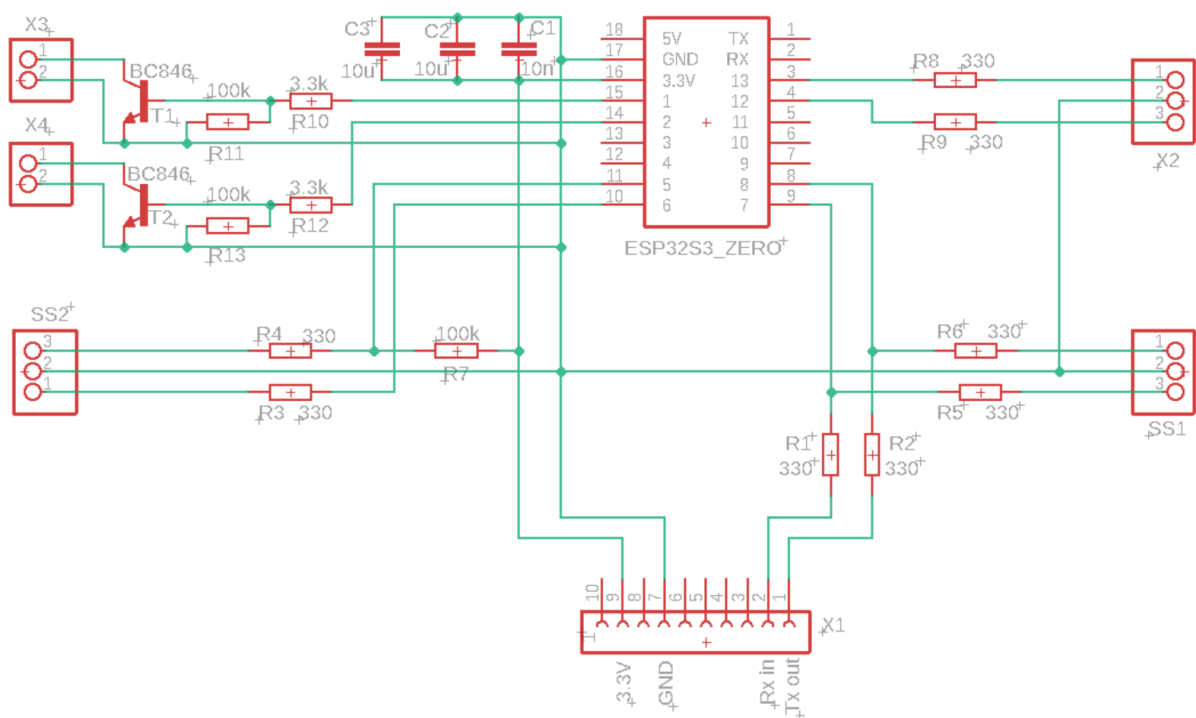 X3
1
2
X4
1
2
BC846
T1
BC846
T2
100k
R11
3.3k
R10
100k
R13
3.3k
R12
C3
10u
C2
10u
C1
10n
18 5V TX 1
17 GND RX 2
16 3.3V 13 3
15 1 12 4
14 2 11 5
13 3 10 6
12 4 9 7
11 5 8 8
10 6 7 9
ESP32S3_ZERO
R8 330
R9 330
1
2
3
X2
SS2
3
2
1
R4 330
R3 330
100k
R7
R6 330
R5 330
1
2
3
SS1
R1
330
R2
330
10 9 8 7 6 5 4 3 2 1
X1
3.3V
GND
Rx in
Tx out